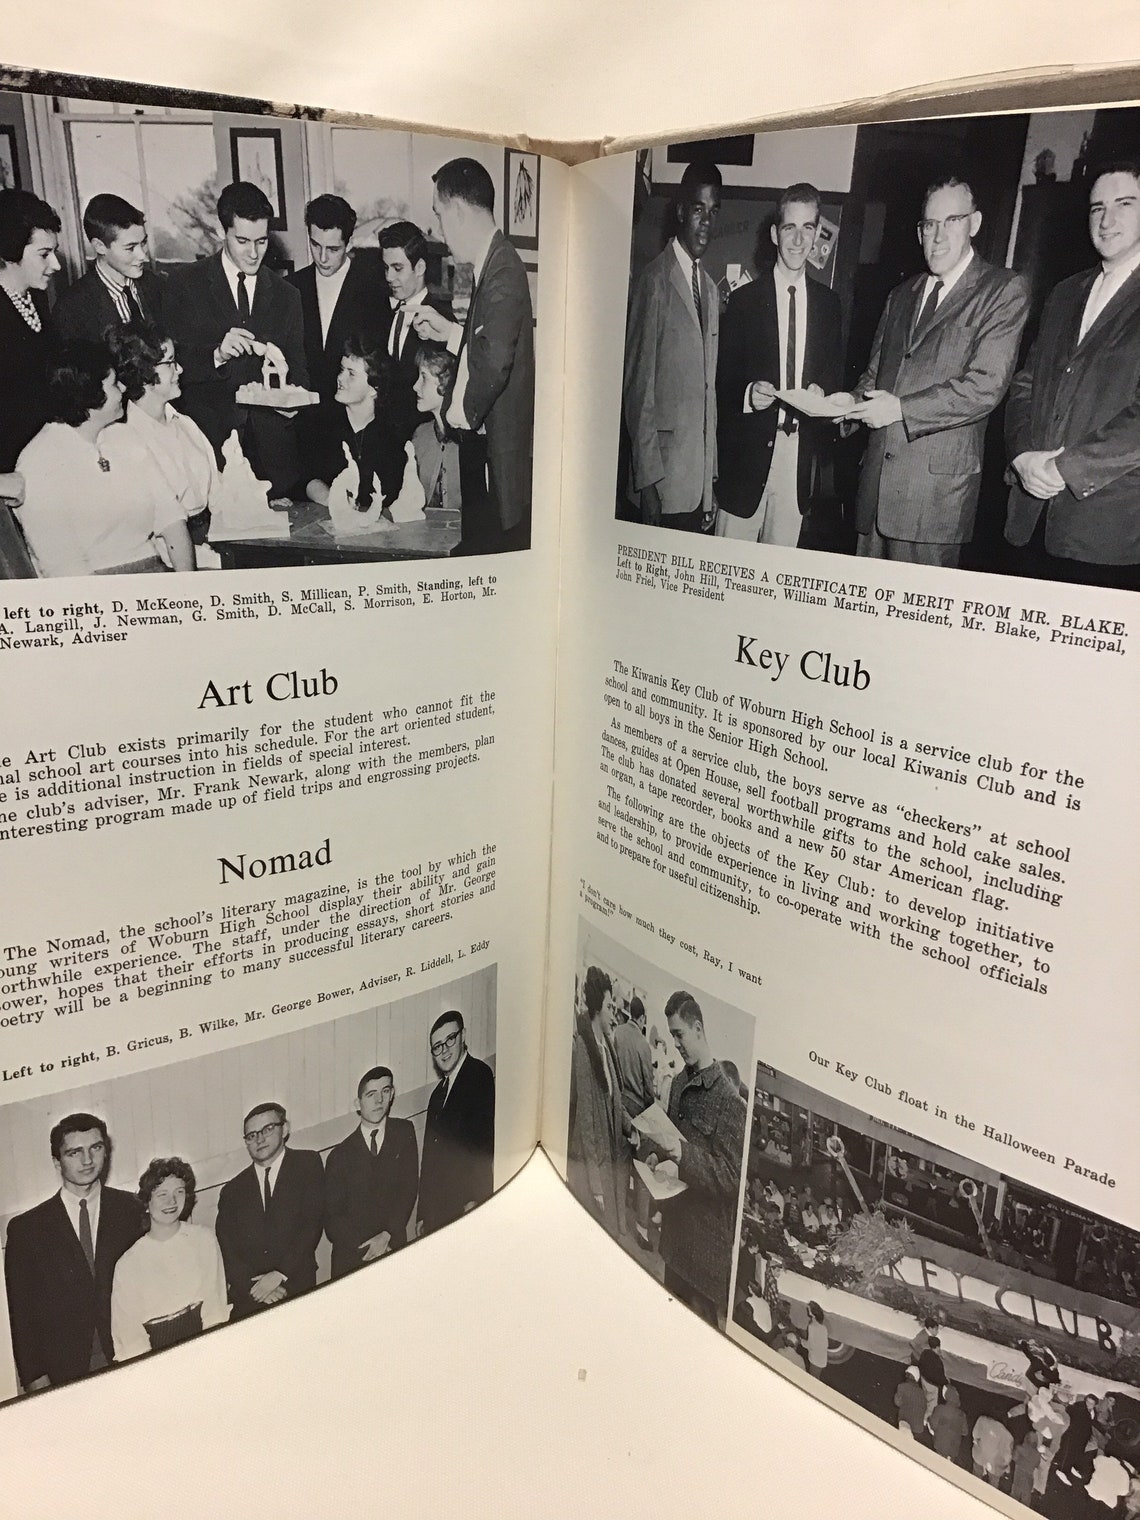 left to right, D. McKeone, D. Smith, S. Millican, P. Smith, Standing, left to
A. Langill, J. Newman, G. Smith, D. McCall, S. Morrison, E. Horton, Mr.
Newark, Adviser
Art Club
e Art Club exists primarily for the student who cannot fit the
nal school art courses into his schedule. For the art oriented student,
e is additional instruction in fields of special interest.
he club's adviser, Mr. Frank Newark, along with the members, plan
nteresting program made up of field trips and engrossing projects.
Nomad
The Nomad, the school's literary magazine, is the tool by which the
oung writers of Woburn High School display their ability and gain
orthwhile experience. The staff, under the direction of Mr. George
ower, hopes that their efforts in producing essays, short stories and
oetry will be a beginning to many successful literary careers.
Left to right, B. Gricus, B. Wilke, Mr. George Bower, Adviser, R. Liddell, L. Eddy
PRESIDENT BILL RECEIVES A CERTIFICATE OF MERIT FROM MR. BLAKE.
Left to Right, John Hill, Treasurer, William Martin, President, Mr. Blake, Principal,
John Friel, Vice President
Key Club
The Kiwanis Key Club of Woburn High School is a service club for the
school and community. It is sponsored by our local Kiwanis Club and is
open to all boys in the Senior High School.
As members of a service club, the boys serve as "checkers" at school
dances, guides at Open House, sell football programs and hold cake sales.
The club has donated several worthwhile gifts to the school, including
an organ, a tape recorder, books and a new 50 star American flag.
The following are the objects of the Key Club: to develop initiative
and leadership, to provide experience in living and working together, to
serve the school and community, to co-operate with the school officials
and to prepare for useful citizenship.
"I don't care how much they cost, Ray, I want
a program!"
Our Key Club float in the Halloween Parade
KEY CLUB
Candy